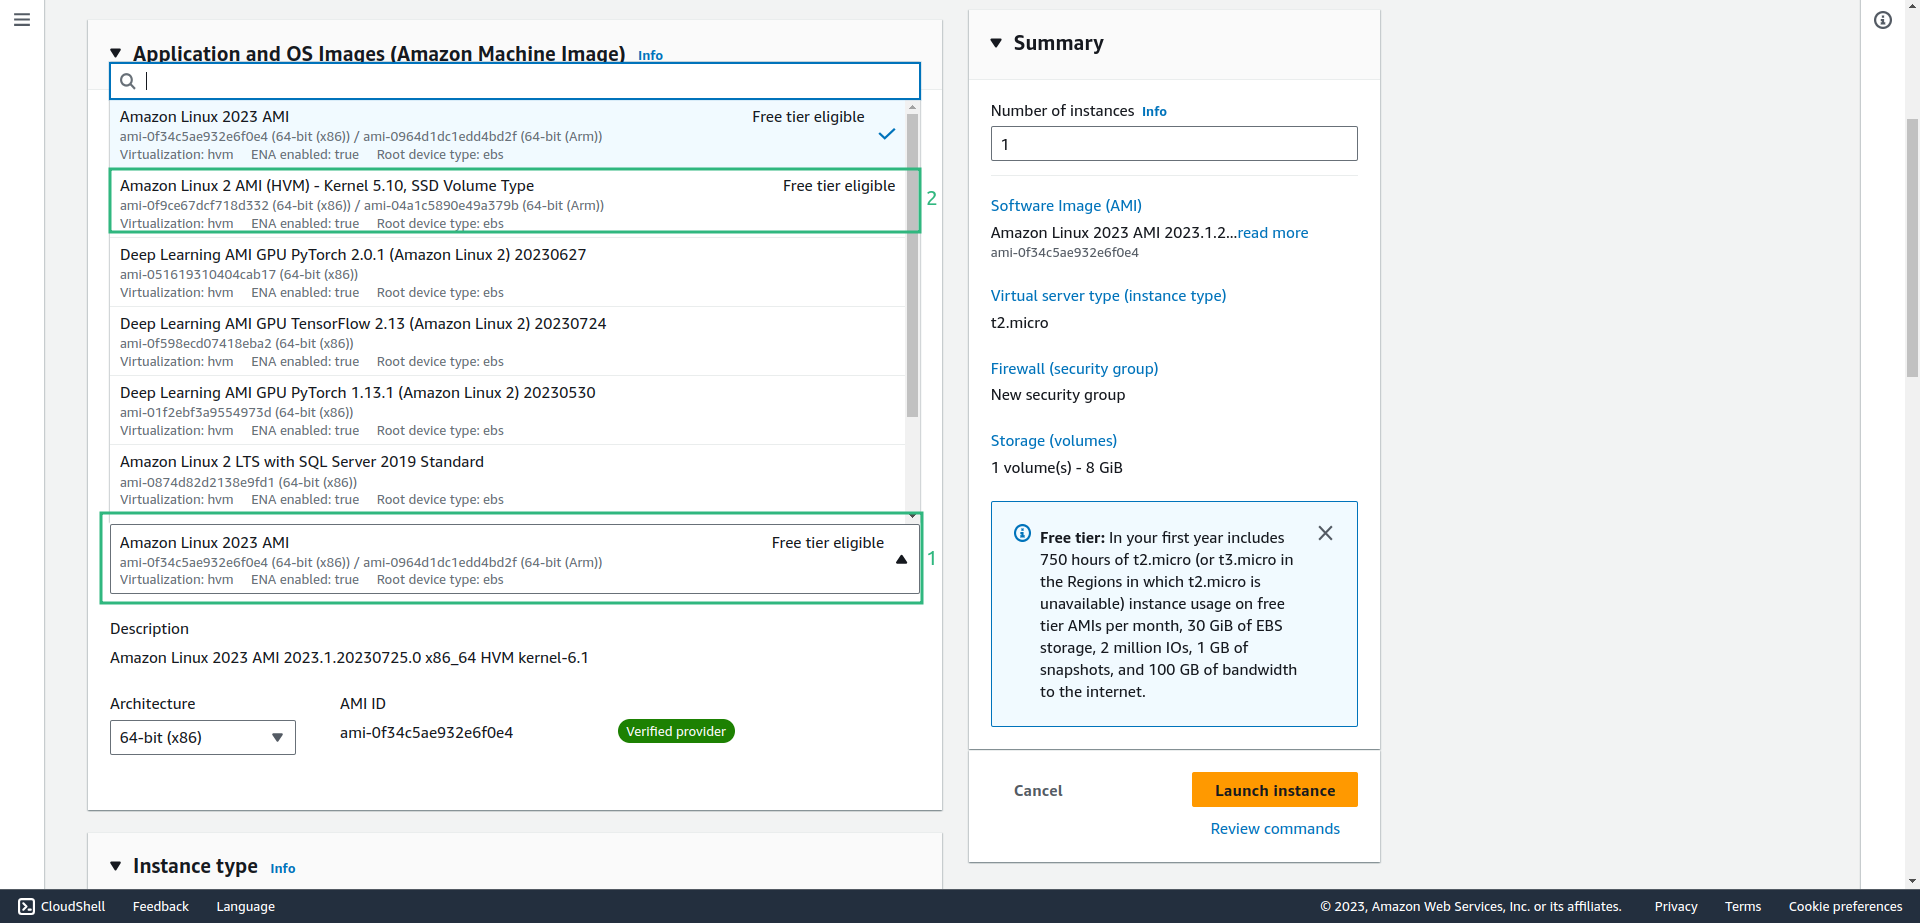 Application and OS Images (Amazon Machine Image) Info
Amazon Linux 2023 AMI Free tier eligible
ami-0f34c5ae932e6f0e4 (64-bit (x86)) / ami-0964d1dc1edd4bd2f (64-bit (Arm))
Virtualization: hvm ENA enabled: true Root device type: ebs
Amazon Linux 2 AMI (HVM) - Kernel 5.10, SSD Volume Type Free tier eligible
ami-0f9ce67dcf718d332 (64-bit (x86)) / ami-04a1c5890e49a379b (64-bit (Arm))
Virtualization: hvm ENA enabled: true Root device type: ebs
2
Deep Learning AMI GPU PyTorch 2.0.1 (Amazon Linux 2) 20230627
ami-051619310404cab17 (64-bit (x86))
Virtualization: hvm ENA enabled: true Root device type: ebs
Deep Learning AMI GPU TensorFlow 2.13 (Amazon Linux 2) 20230724
ami-0f598ecd07418eba2 (64-bit (x86))
Virtualization: hvm ENA enabled: true Root device type: ebs
Deep Learning AMI GPU PyTorch 1.13.1 (Amazon Linux 2) 20230530
ami-01f2ebf3a9554973d (64-bit (x86))
Virtualization: hvm ENA enabled: true Root device type: ebs
Amazon Linux 2 LTS with SQL Server 2019 Standard
ami-0874d82d2138e9fd1 (64-bit (x86))
Virtualization: hvm ENA enabled: true Root device type: ebs
Amazon Linux 2023 AMI Free tier eligible
ami-0f34c5ae932e6f0e4 (64-bit (x86)) / ami-0964d1dc1edd4bd2f (64-bit (Arm))
Virtualization: hvm ENA enabled: true Root device type: ebs
1
Description
Amazon Linux 2023 AMI 2023.1.20230725.0 x86_64 HVM kernel-6.1
Architecture AMI ID
64-bit (x86) ami-0f34c5ae932e6f0e4 Verified provider
Instance type Info
Summary
Number of instances Info
1
Software Image (AMI)
Amazon Linux 2023 AMI 2023.1.2...read more
ami-0f34c5ae932e6f0e4
Virtual server type (instance type)
t2.micro
Firewall (security group)
New security group
Storage (volumes)
1 volume(s) - 8 GiB
Free tier: In your first year includes
750 hours of t2.micro (or t3.micro in
the Regions in which t2.micro is
unavailable) instance usage on free
tier AMIs per month, 30 GiB of EBS
storage, 2 million IOs, 1 GB of
snapshots, and 100 GB of bandwidth
to the internet.
Cancel Launch instance
Review commands
CloudShell Feedback Language © 2023, Amazon Web Services, Inc. or its affiliates. Privacy Terms Cookie preferences